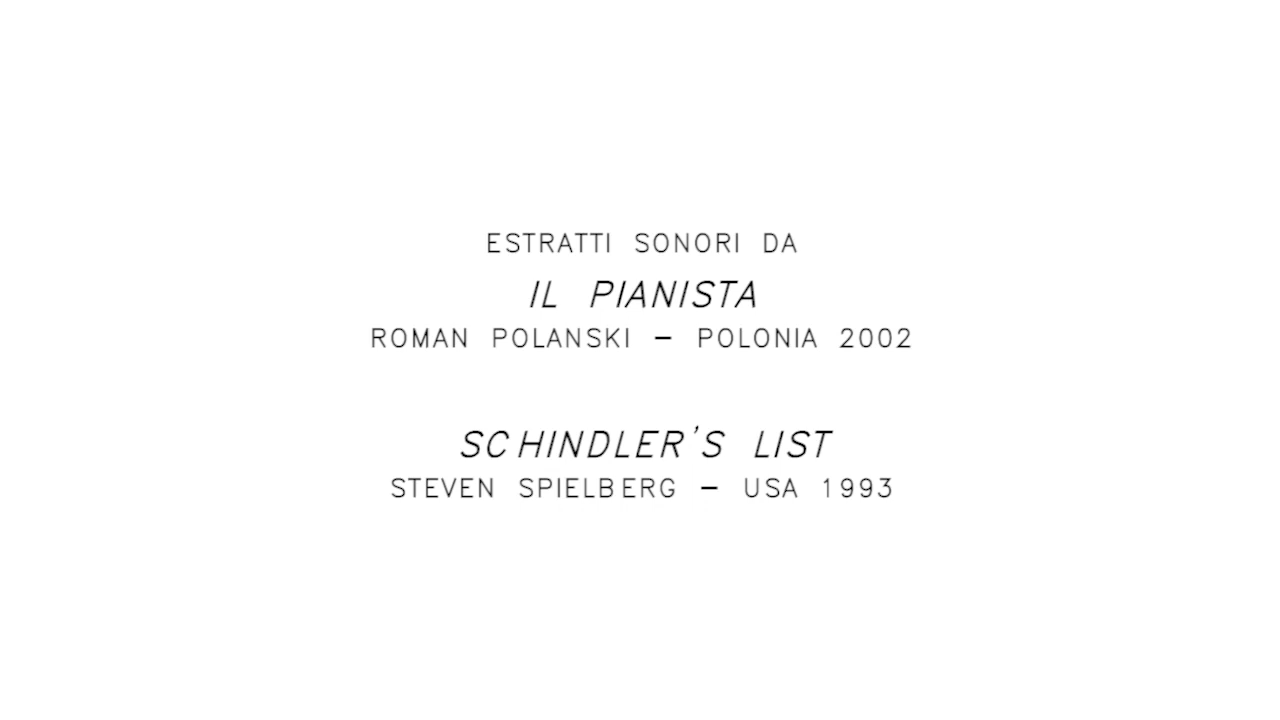 ESTRATTI SONORI DA
IL PIANISTA
ROMAN POLANSKI – POLONIA 2002
SCHINDLER'S LIST
STEVEN SPIELBERG – USA 1993